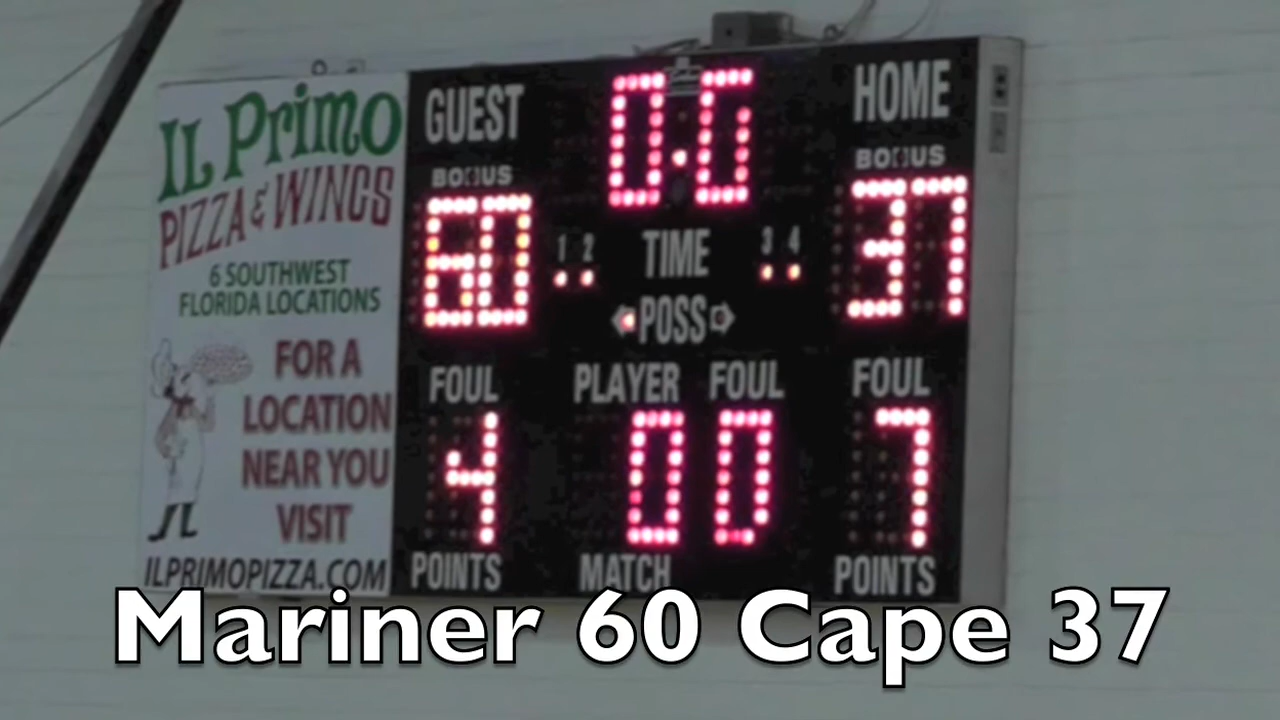 IL Primo
PIZZA & WINGS
6 SOUTHWEST
FLORIDA LOCATIONS
FOR A
LOCATION
NEAR YOU
VISIT
ILPRIMOPIZZA.COM
GUEST 0.0 HOME
BONUS BONUS
60 1 2 TIME 3 4 37
POSS
FOUL PLAYER FOUL FOUL
4 0 0 7
POINTS MATCH POINTS
Mariner 60 Cape 37